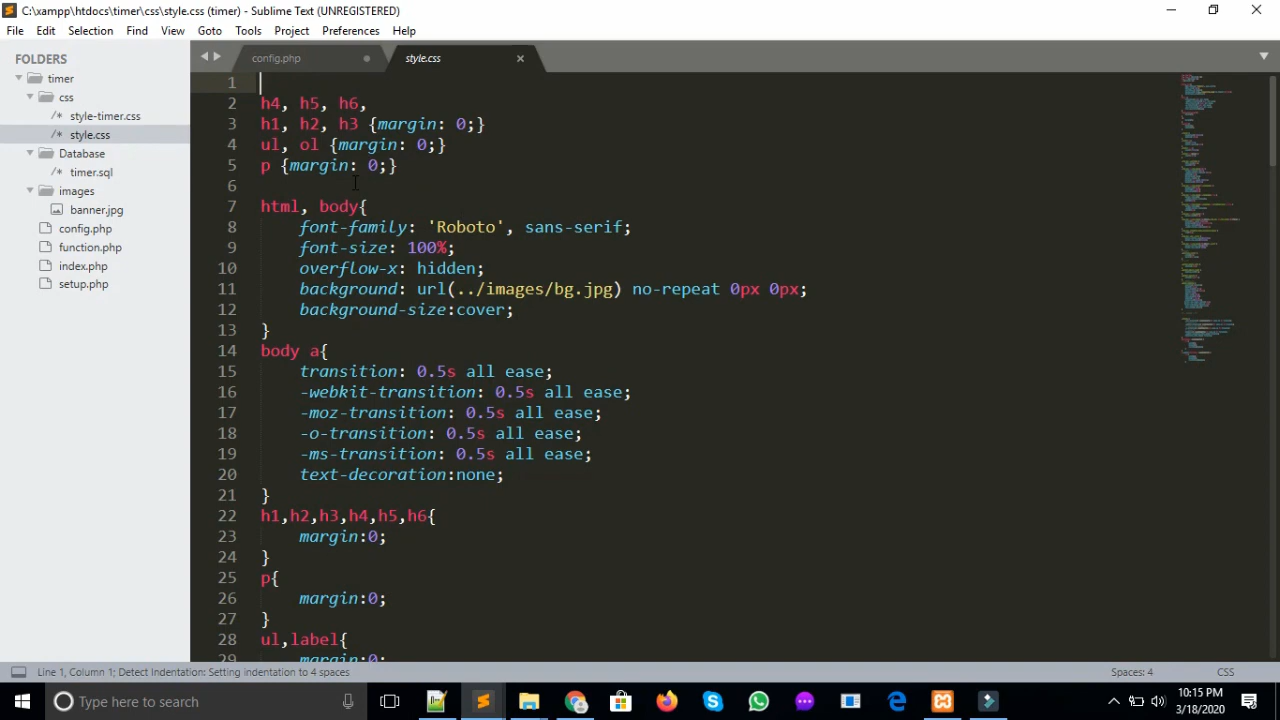 C:\xampp\htdocs\timer\css\style.css (timer) - Sublime Text (UNREGISTERED)
File Edit Selection Find View Goto Tools Project Preferences Help
FOLDERS
timer
css
/* style-timer.css
/* style.css
Database
/* timer.sql
images
banner.jpg
<> config.php
<> function.php
<> index.php
<> setup.php
config.php
style.css
1
2 h4, h5, h6,
3 h1, h2, h3 {margin: 0;}
4 ul, ol {margin: 0;}
5 p {margin: 0;}
6
7 html, body{
8 font-family: 'Roboto', sans-serif;
9 font-size: 100%;
10 overflow-x: hidden;
11 background: url(../images/bg.jpg) no-repeat 0px 0px;
12 background-size:cover;
13 }
14 body a{
15 transition: 0.5s all ease;
16 -webkit-transition: 0.5s all ease;
17 -moz-transition: 0.5s all ease;
18 -o-transition: 0.5s all ease;
19 -ms-transition: 0.5s all ease;
20 text-decoration:none;
21 }
22 h1,h2,h3,h4,h5,h6{
23 margin:0;
24 }
25 p{
26 margin:0;
27 }
28 ul,label{
29 margin:0;
Line 1, Column 1; Detect Indentation: Setting indentation to 4 spaces
Spaces: 4
CSS
Type here to search
10:15 PM
3/18/2020